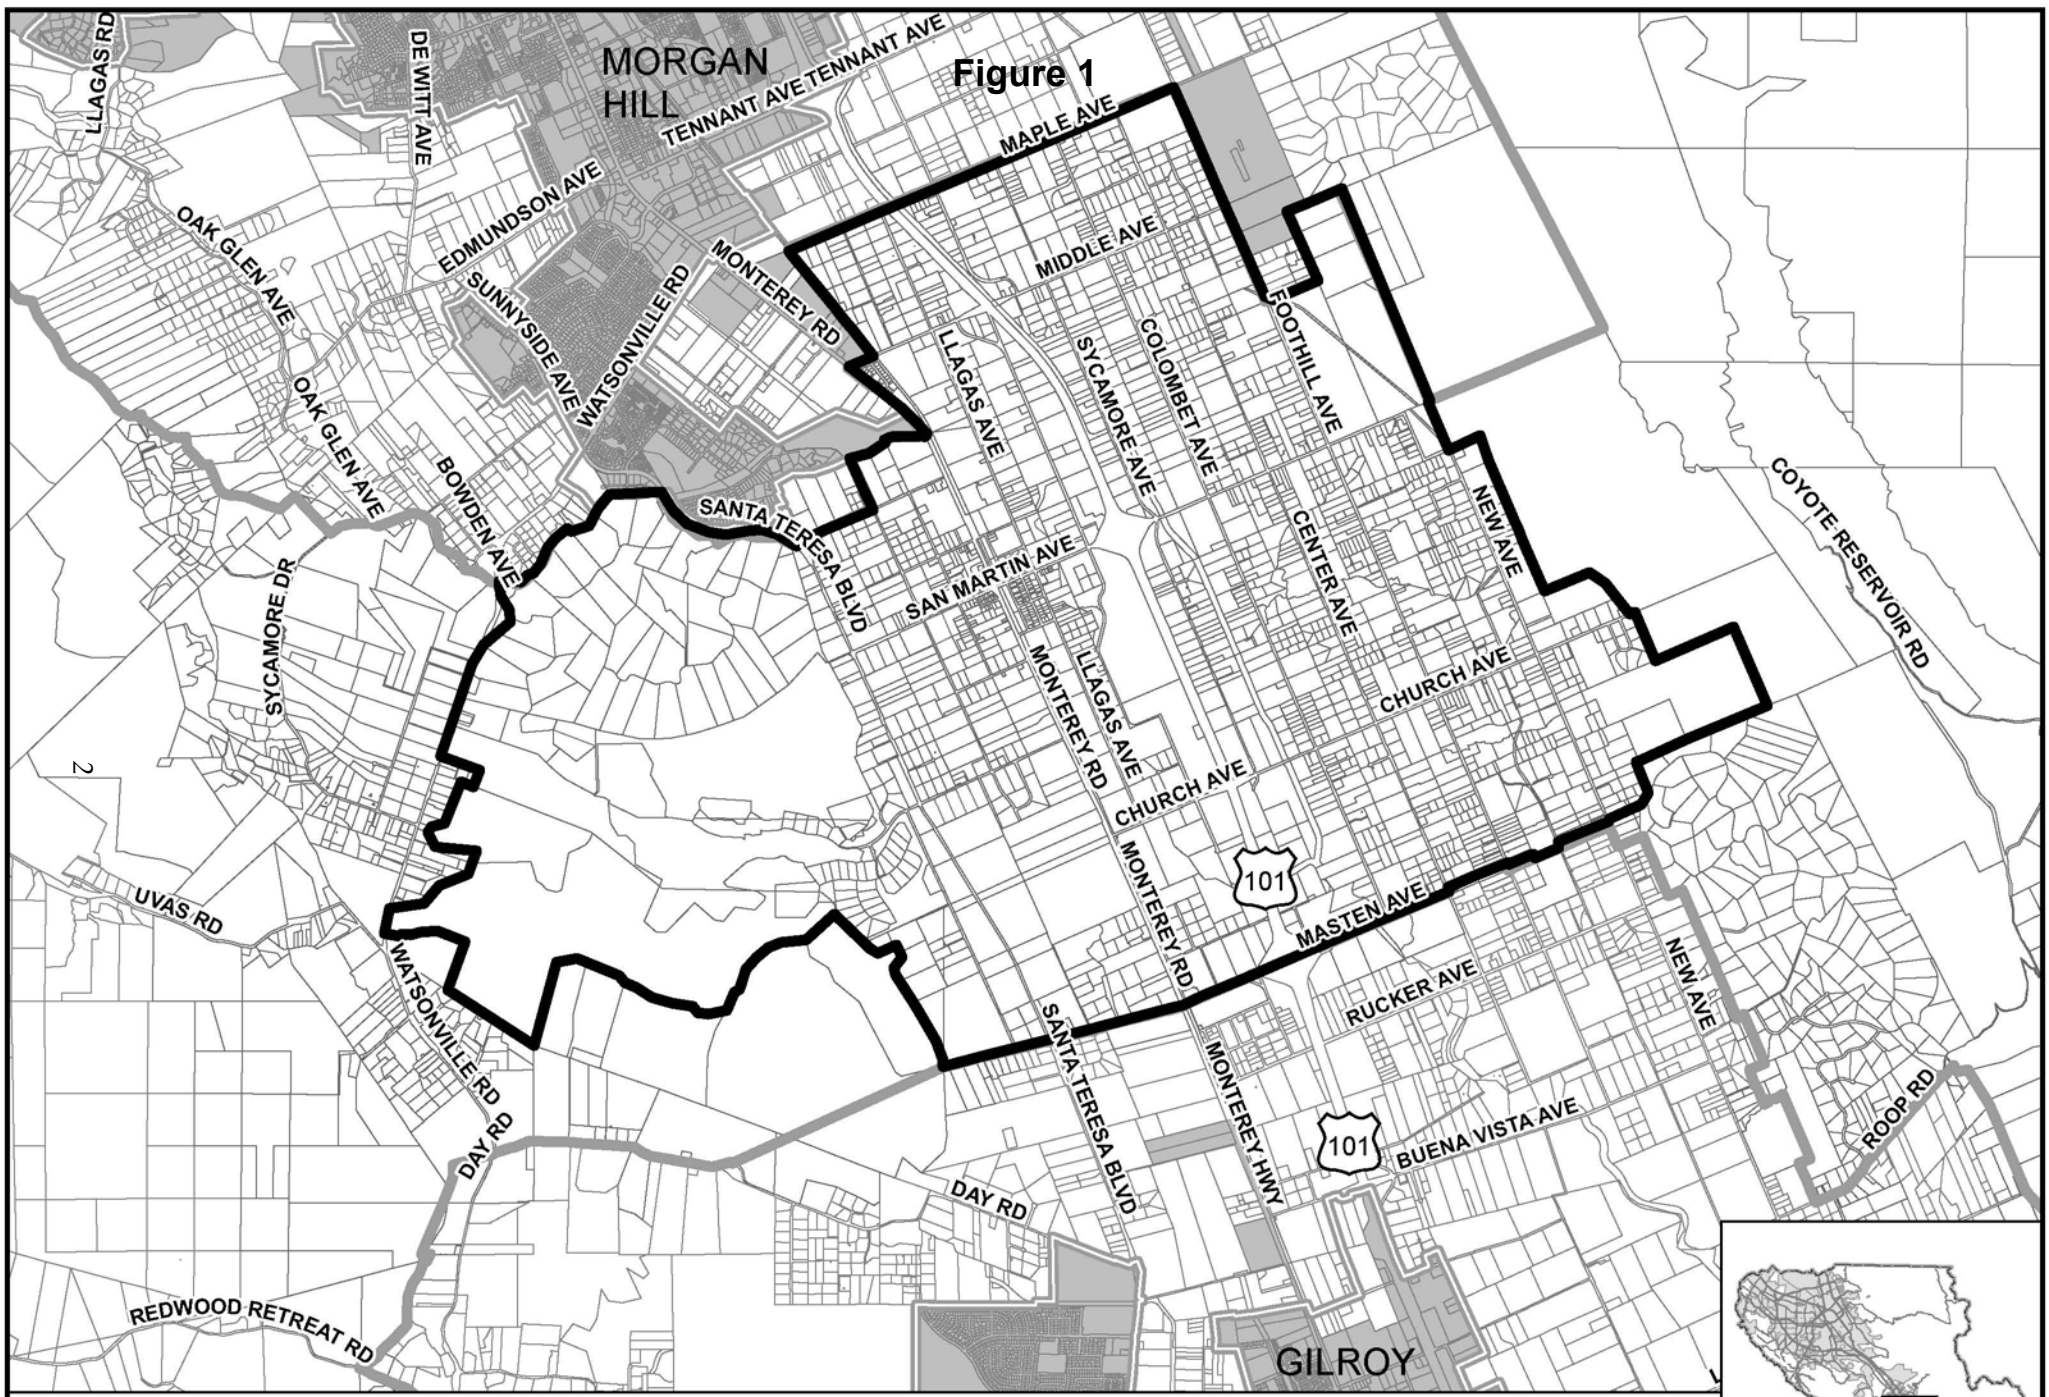 LLAGAS RD
DE WITT AVE
MORGAN
HILL
TENNANT AVE
TENNANT AVE
Figure 1
MAPLE AVE
EDMUNDSON AVE
OAK GLEN AVE
SUNNYSIDE AVE
WATSONVILLE RD
MONTEREY RD
MIDDLE AVE
FOOTHILL AVE
LLAGAS AVE
SYCAMORE AVE
COLOMBET AVE
OAK GLEN AVE
BOWDEN AVE
SANTA TERESA BLVD
SAN MARTIN AVE
CENTER AVE
NEW AVE
COYOTE RESERVOIR RD
SYCAMORE DR
MONTEREY RD
LLAGAS AVE
CHURCH AVE
2
CHURCH AVE
101
MONTEREY RD
MASTEN AVE
UVAS RD
WATSONVILLE RD
RUCKER AVE
NEW AVE
SANTA TERESA BLVD
MONTEREY HWY
101
BUENA VISTA AVE
ROOP RD
DAY RD
DAY RD
REDWOOD RETREAT RD
GILROY